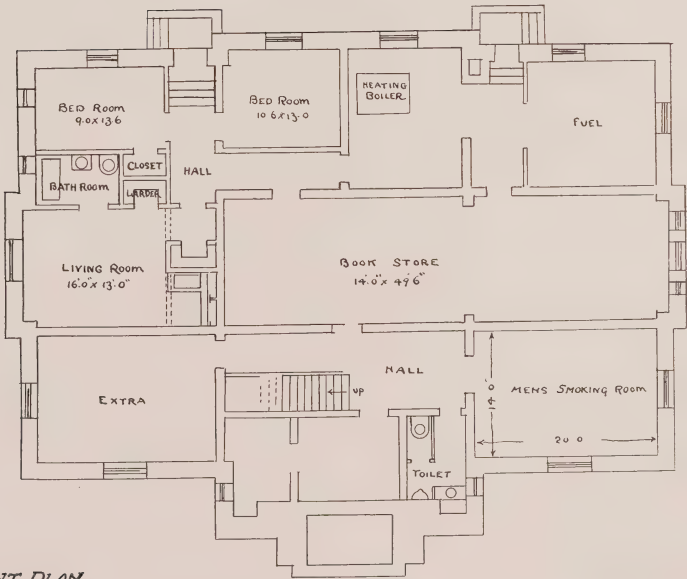 BED ROOM
9.0 X 13 6
BED ROOM
10 6 X 13.0
HEATING
BOILER
FUEL
CLOSET
HALL
BATH ROOM
LARDER
LIVING ROOM
16'.0" X 13'.0"
BOOK STORE
14'.0" X 49'6"
HALL
UP
EXTRA
MENS SMOKING ROOM
14'0
20 0
TOILET
PLAN